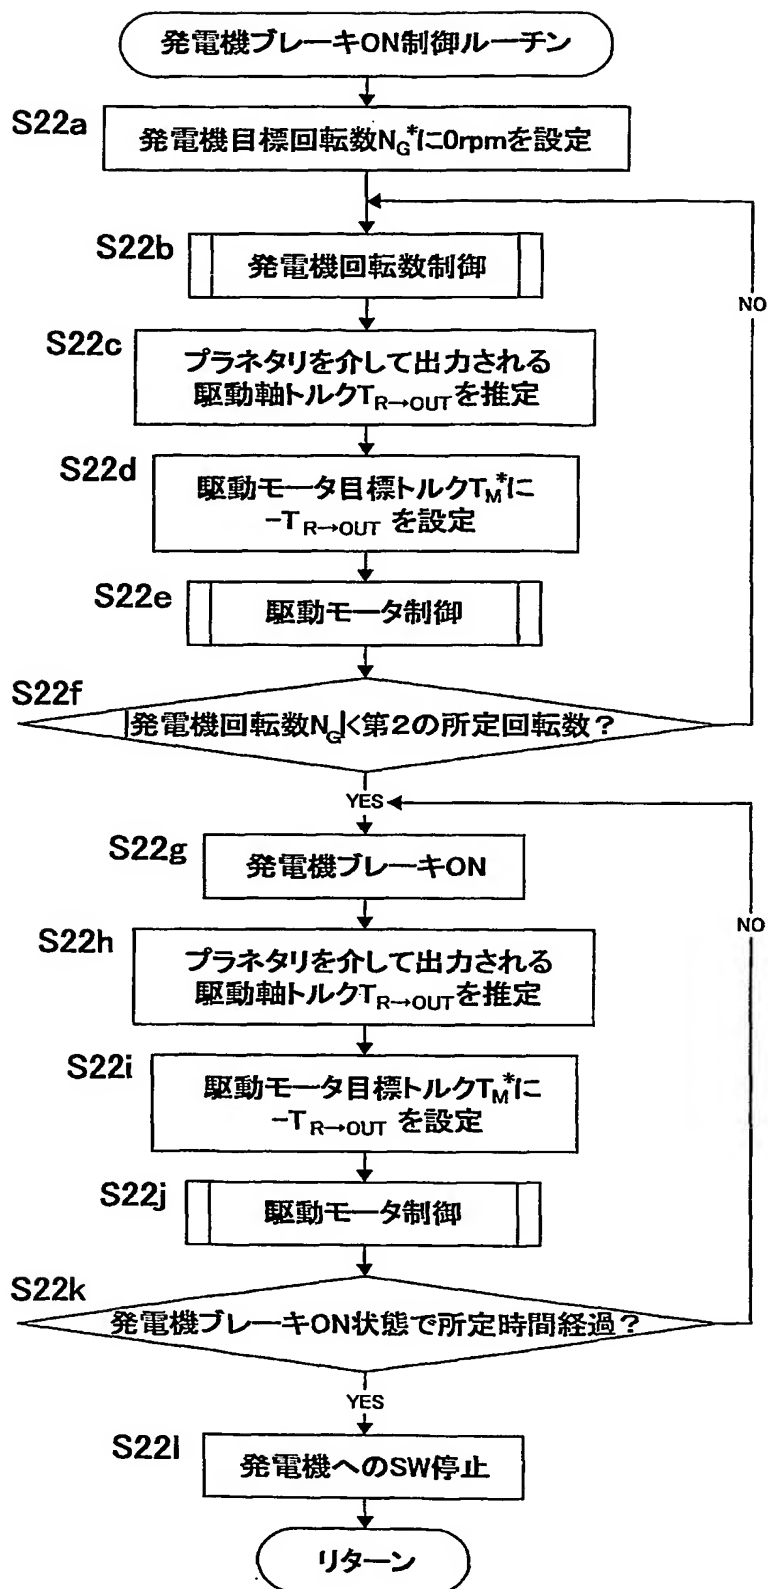 発電機ブレーキON制御ルーチン
S22a
発電機目標回転数N_G*に0rpmを設定
S22b
発電機回転数制御
NO
S22c
プラネタリを介して出力される
駆動軸トルクT_R→OUTを推定
S22d
駆動モータ目標トルクT_M*に
-T_R→OUT を設定
S22e
駆動モータ制御
S22f
|発電機回転数N_G|<第2の所定回転数?
YES
S22g
発電機ブレーキON
NO
S22h
プラネタリを介して出力される
駆動軸トルクT_R→OUTを推定
S22i
駆動モータ目標トルクT_M*に
-T_R→OUT を設定
S22j
駆動モータ制御
S22k
発電機ブレーキON状態で所定時間経過?
YES
S22l
発電機へのSW停止
リターン